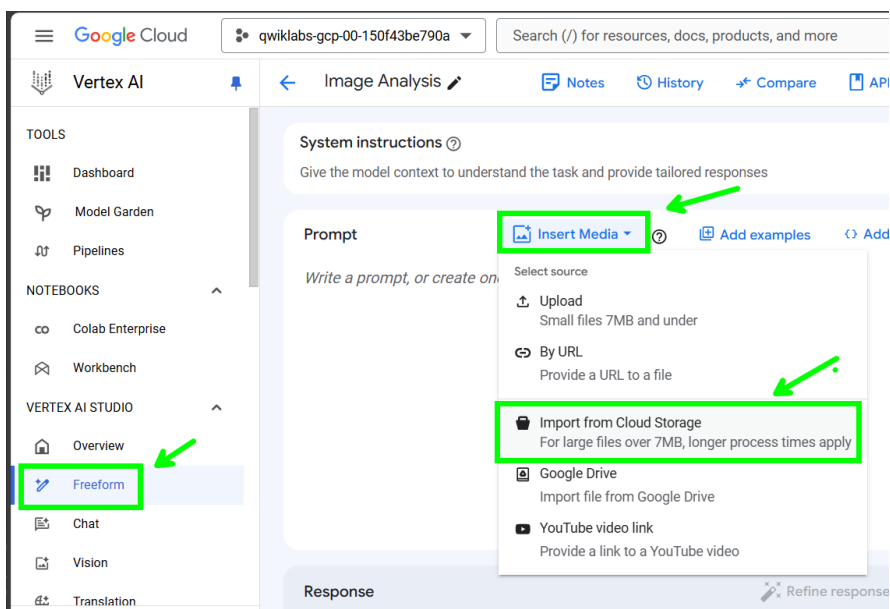 Google Cloud
qwiklabs-gcp-00-150f43be790a
Search (/) for resources, docs, products, and more
Vertex AI
Image Analysis
Notes
History
Compare
TOOLS
Dashboard
Model Garden
Pipelines
NOTEBOOKS
Colab Enterprise
Workbench
VERTEX AI STUDIO
Overview
Freeform
Chat
Vision
Translation
System instructions
Give the model context to understand the task and provide tailored responses
Prompt
Insert Media
Add examples
Add
Write a prompt, or create
Select source
Upload
Small files 7MB and under
By URL
Provide a URL to a file
Import from Cloud Storage
For large files over 7MB, longer process times apply
Google Drive
Import file from Google Drive
YouTube video link
Provide a link to a YouTube video
Response
Refine response